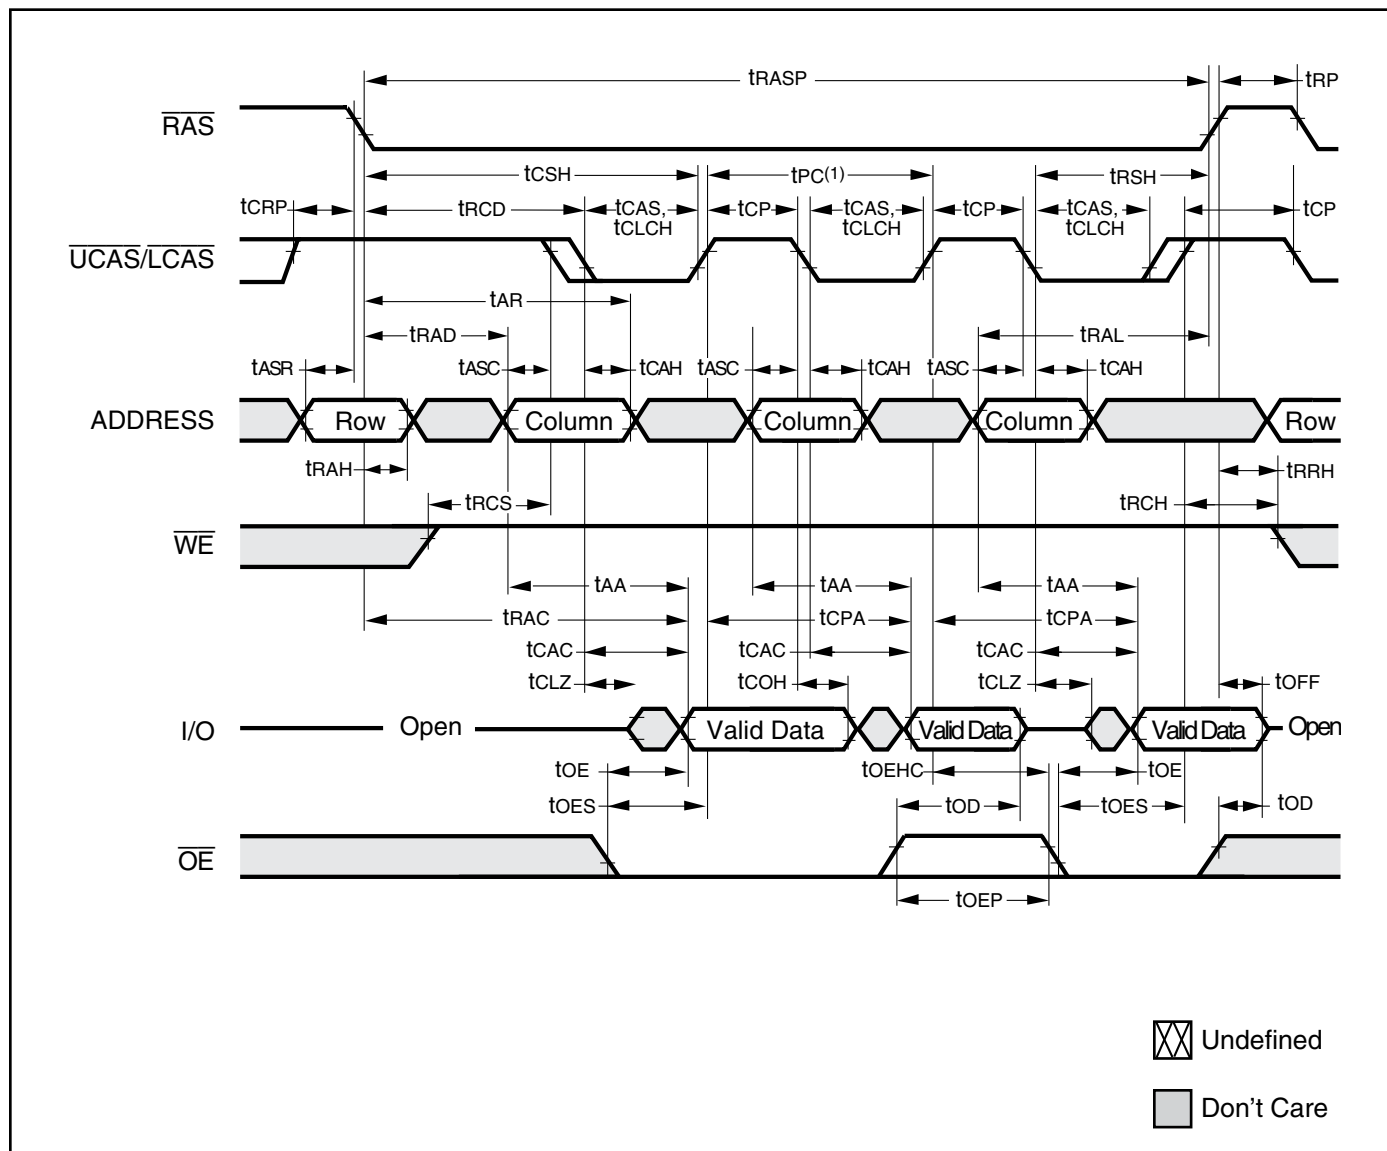 tRASP tRP
RAS
tCSH tPC(1) tRSH
tCRP tRCD tCAS, tCLCH tCP tCAS, tCLCH tCP tCAS, tCLCH tCP
UCAS/LCAS
tAR
tRAD tRAL
tASR tASC tCAH tASC tCAH tASC tCAH
ADDRESS Row Column Column Column Row
tRAH tRRH
tRCS tRCH
WE
tAA tAA tAA
tRAC tCPA tCPA
tCAC tCAC tCAC
tCLZ tCOH tCLZ tOFF
I/O Open Valid Data Valid Data Valid Data Open
tOE tOEHC tOE
tOES tOD tOES tOD
OE
tOEP
Undefined
Don't Care